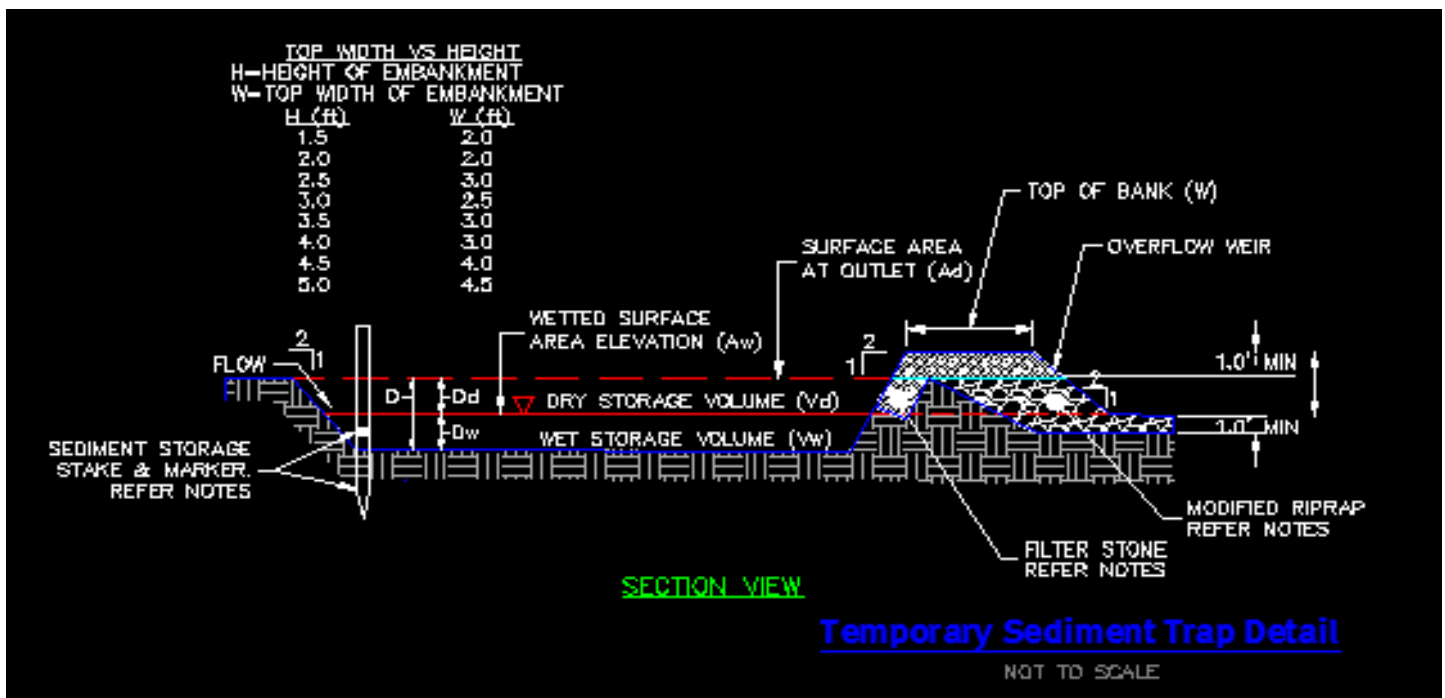 TOP WIDTH VS HEIGHT
H-HEIGHT OF EMBANKMENT
W-TOP WIDTH OF EMBANKMENT
H (ft) W (ft)
1.5 2.0
2.0 2.0
2.5 3.0
3.0 2.5
3.5 3.0
4.0 3.0
4.5 4.0
5.0 4.5
TOP OF BANK (W)
SURFACE AREA
AT OUTLET (Ad)
OVERFLOW WEIR
WETTED SURFACE
AREA ELEVATION (Aw)
2
1
FLOW
2
1
1.0' MIN
D
Dd
DRY STORAGE VOLUME (Vd)
2
1
Dw
WET STORAGE VOLUME (Vw)
1.0' MIN
SEDIMENT STORAGE
STAKE & MARKER.
REFER NOTES
MODIFIED RIPRAP
REFER NOTES
FILTER STONE
REFER NOTES
SECTION VIEW
Temporary Sediment Trap Detail
NOT TO SCALE